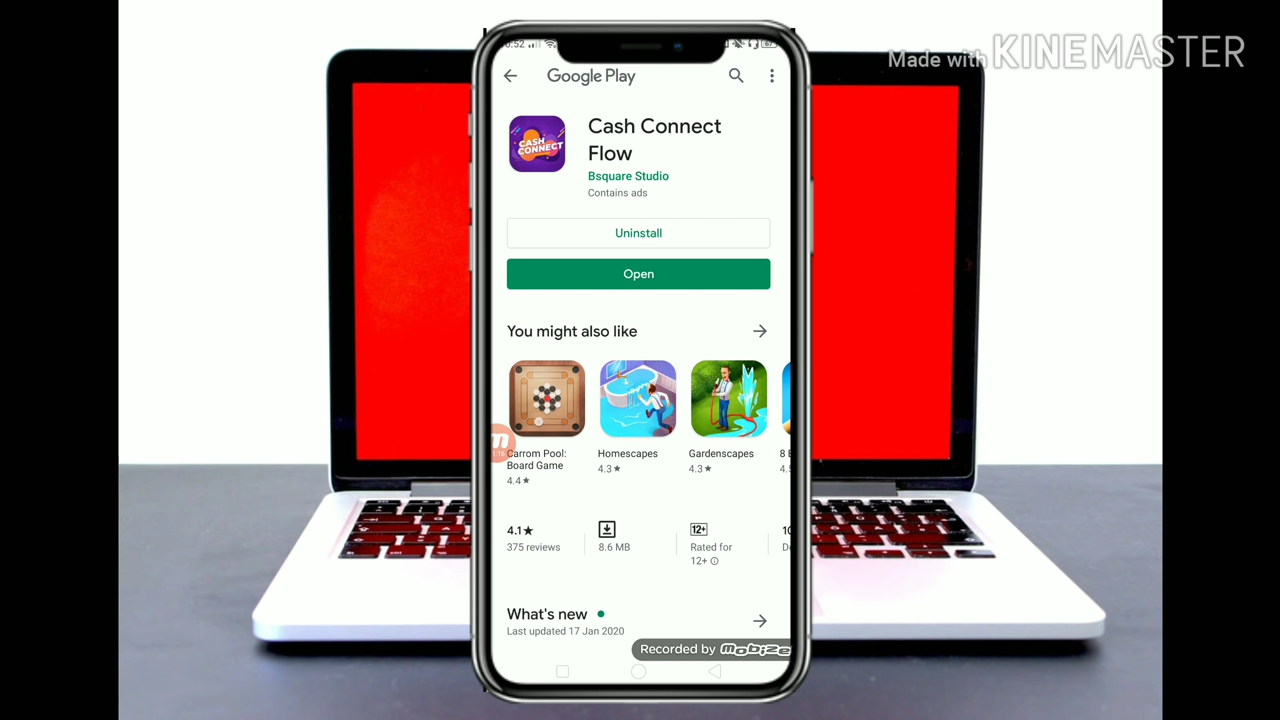 Made with KINEMASTER
Google Play
CASH
CONNECT
Cash Connect
Flow
Bsquare Studio
Contains ads
Uninstall
Open
You might also like
Carrom Pool:
Board Game
4.4★
Homescapes
4.3★
Gardenscapes
4.3★
4.1★
375 reviews
8.6 MB
12+
Rated for
12+
What's new
Last updated 17 Jan 2020
Recorded by